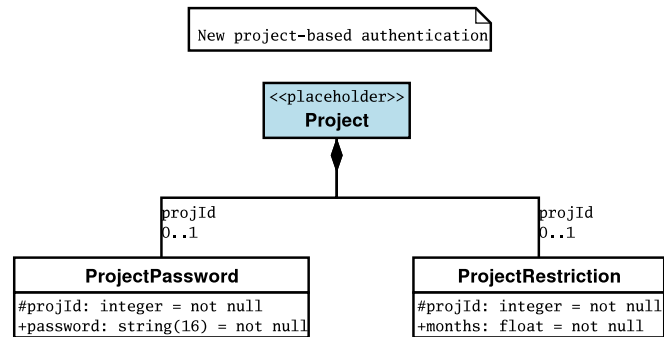 New project-based authentication
<<placeholder>>
Project
projId
0..1
projId
0..1
ProjectPassword
#projId: integer = not null
+password: string(16) = not null
ProjectRestriction
#projId: integer = not null
+months: float = not null